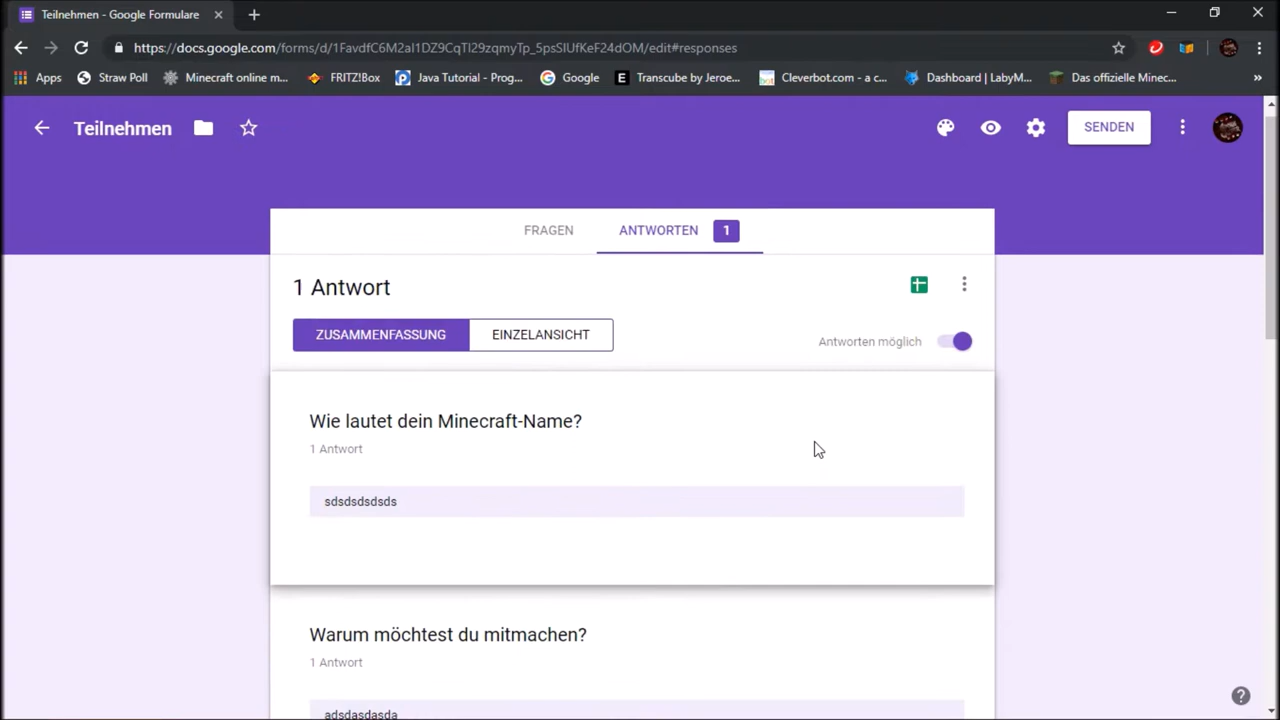 Teilnehmen - Google Formulare
https://docs.google.com/forms/d/1FavdfC6M2al1DZ9CqTl29zqmyTp_5psSlUfKeF24dOM/edit#responses
Apps Straw Poll Minecraft online m... FRITZ!Box Java Tutorial - Prog... Google Transcube by Jeroe... Cleverbot.com - a c... Dashboard | LabyM... Das offizielle Minec... »
Teilnehmen SENDEN
FRAGEN ANTWORTEN 1
1 Antwort
ZUSAMMENFASSUNG EINZELANSICHT
Antworten möglich
Wie lautet dein Minecraft-Name?
1 Antwort
sdsdsdsdsds
Warum möchtest du mitmachen?
1 Antwort
adsdasdasda